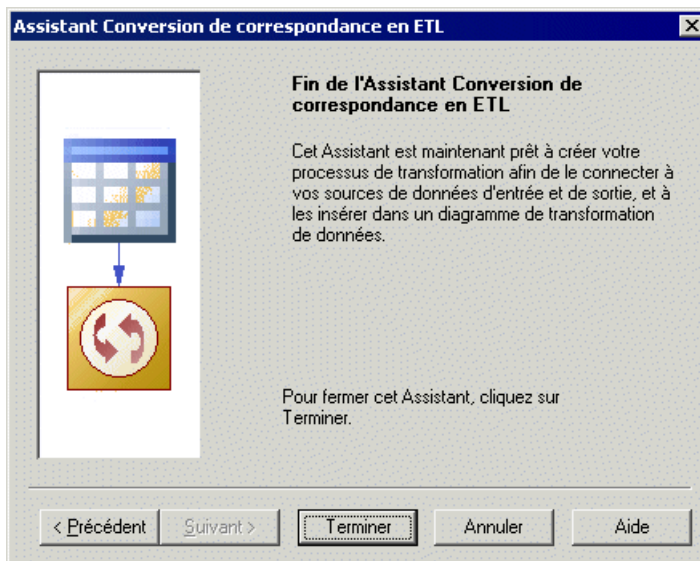 Assistant Conversion de correspondance en ETL
Fin de l'Assistant Conversion de
correspondance en ETL
Cet Assistant est maintenant prêt à créer votre
processus de transformation afin de le connecter à
vos sources de données d'entrée et de sortie, et à
les insérer dans un diagramme de transformation
de données.
Pour fermer cet Assistant, cliquez sur
Terminer.
< Précédent Suivant > Terminer Annuler Aide